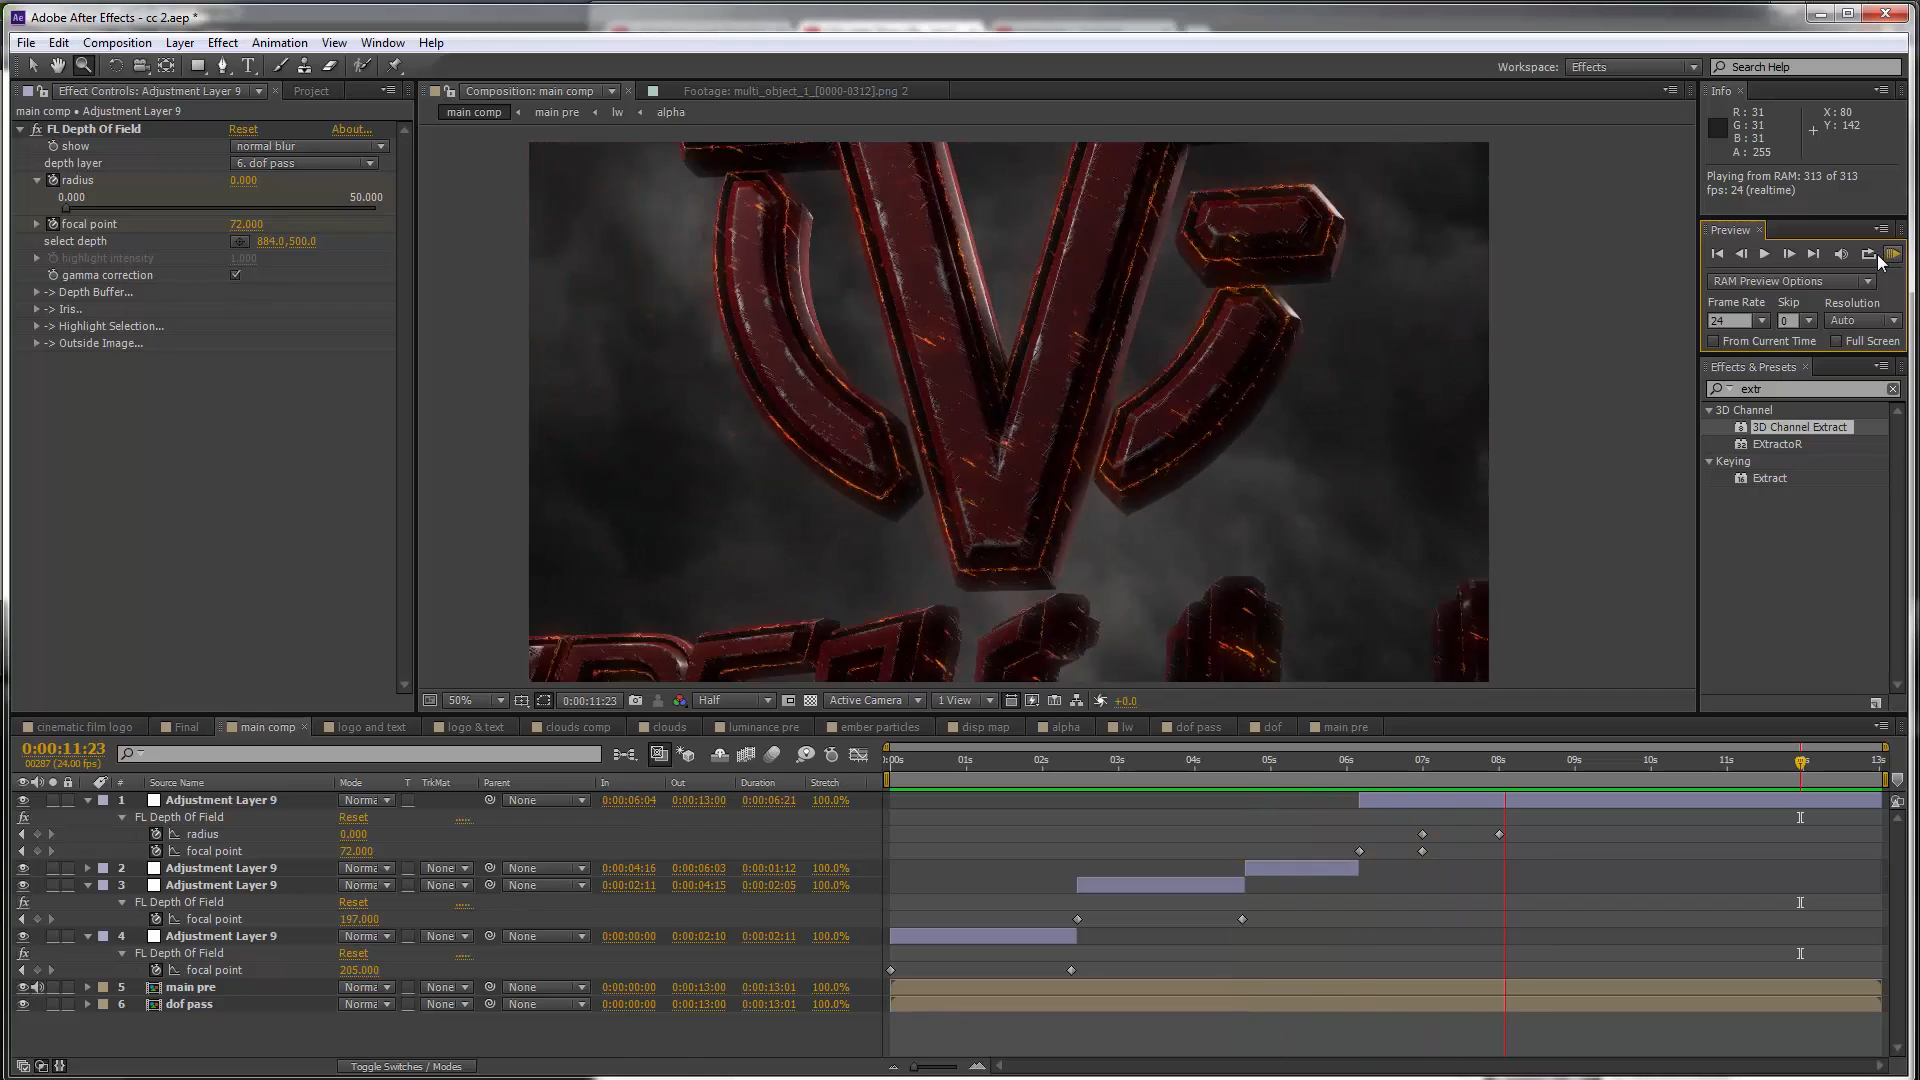 Adobe After Effects - cc 2.aep *
File Edit Composition Layer Effect Animation View Window Help
Workspace: Effects Search Help
Effect Controls: Adjustment Layer 9 Project
main comp • Adjustment Layer 9
fx FL Depth Of Field Reset About...
show normal blur
depth layer 6. dof pass
radius 0.000
0.000 50.000
focal point 72.000
select depth 884.0,500.0
highlight intensity 1.000
gamma correction
-> Depth Buffer...
-> Iris..
-> Highlight Selection...
-> Outside Image...
Composition: main comp Footage: multi_object_1_[0000-0312].png 2
main comp main pre lw alpha
50% 0:00:11:23 Half Active Camera 1 View +0.0
Info
R : 31 X : 80
G : 31 Y : 142
B : 31
A : 255
Playing from RAM: 313 of 313
fps: 24 (realtime)
Preview
RAM Preview Options
Frame Rate Skip Resolution
24 0 Auto
From Current Time Full Screen
Effects & Presets
extr
3D Channel
3D Channel Extract
EXtractoR
Keying
Extract
cinematic film logo Final main comp logo and text logo & text clouds comp clouds luminance pre ember particles disp map alpha lw dof pass dof main pre
0:00:11:23
00287 (24.00 fps)
01s 02s 03s 04s 05s 06s 07s 08s 09s 10s 11s 13s
# Source Name Mode T TrkMat Parent In Out Duration Stretch
1 Adjustment Layer 9 None 0:00:06:04 0:00:13:00 0:00:06:21 100.0%
fx FL Depth Of Field Reset
radius 0.000
focal point 72.000
2 Adjustment Layer 9 None None 0:00:04:16 0:00:06:03 0:00:01:12 100.0%
3 Adjustment Layer 9 None None 0:00:02:11 0:00:04:15 0:00:02:05 100.0%
fx FL Depth Of Field Reset
focal point 197.000
4 Adjustment Layer 9 None None 0:00:00:00 0:00:02:10 0:00:02:11 100.0%
fx FL Depth Of Field Reset
focal point 205.000
5 main pre None None 0:00:00:00 0:00:13:00 0:00:13:01 100.0%
6 dof pass None None 0:00:00:00 0:00:13:00 0:00:13:01 100.0%
Toggle Switches / Modes